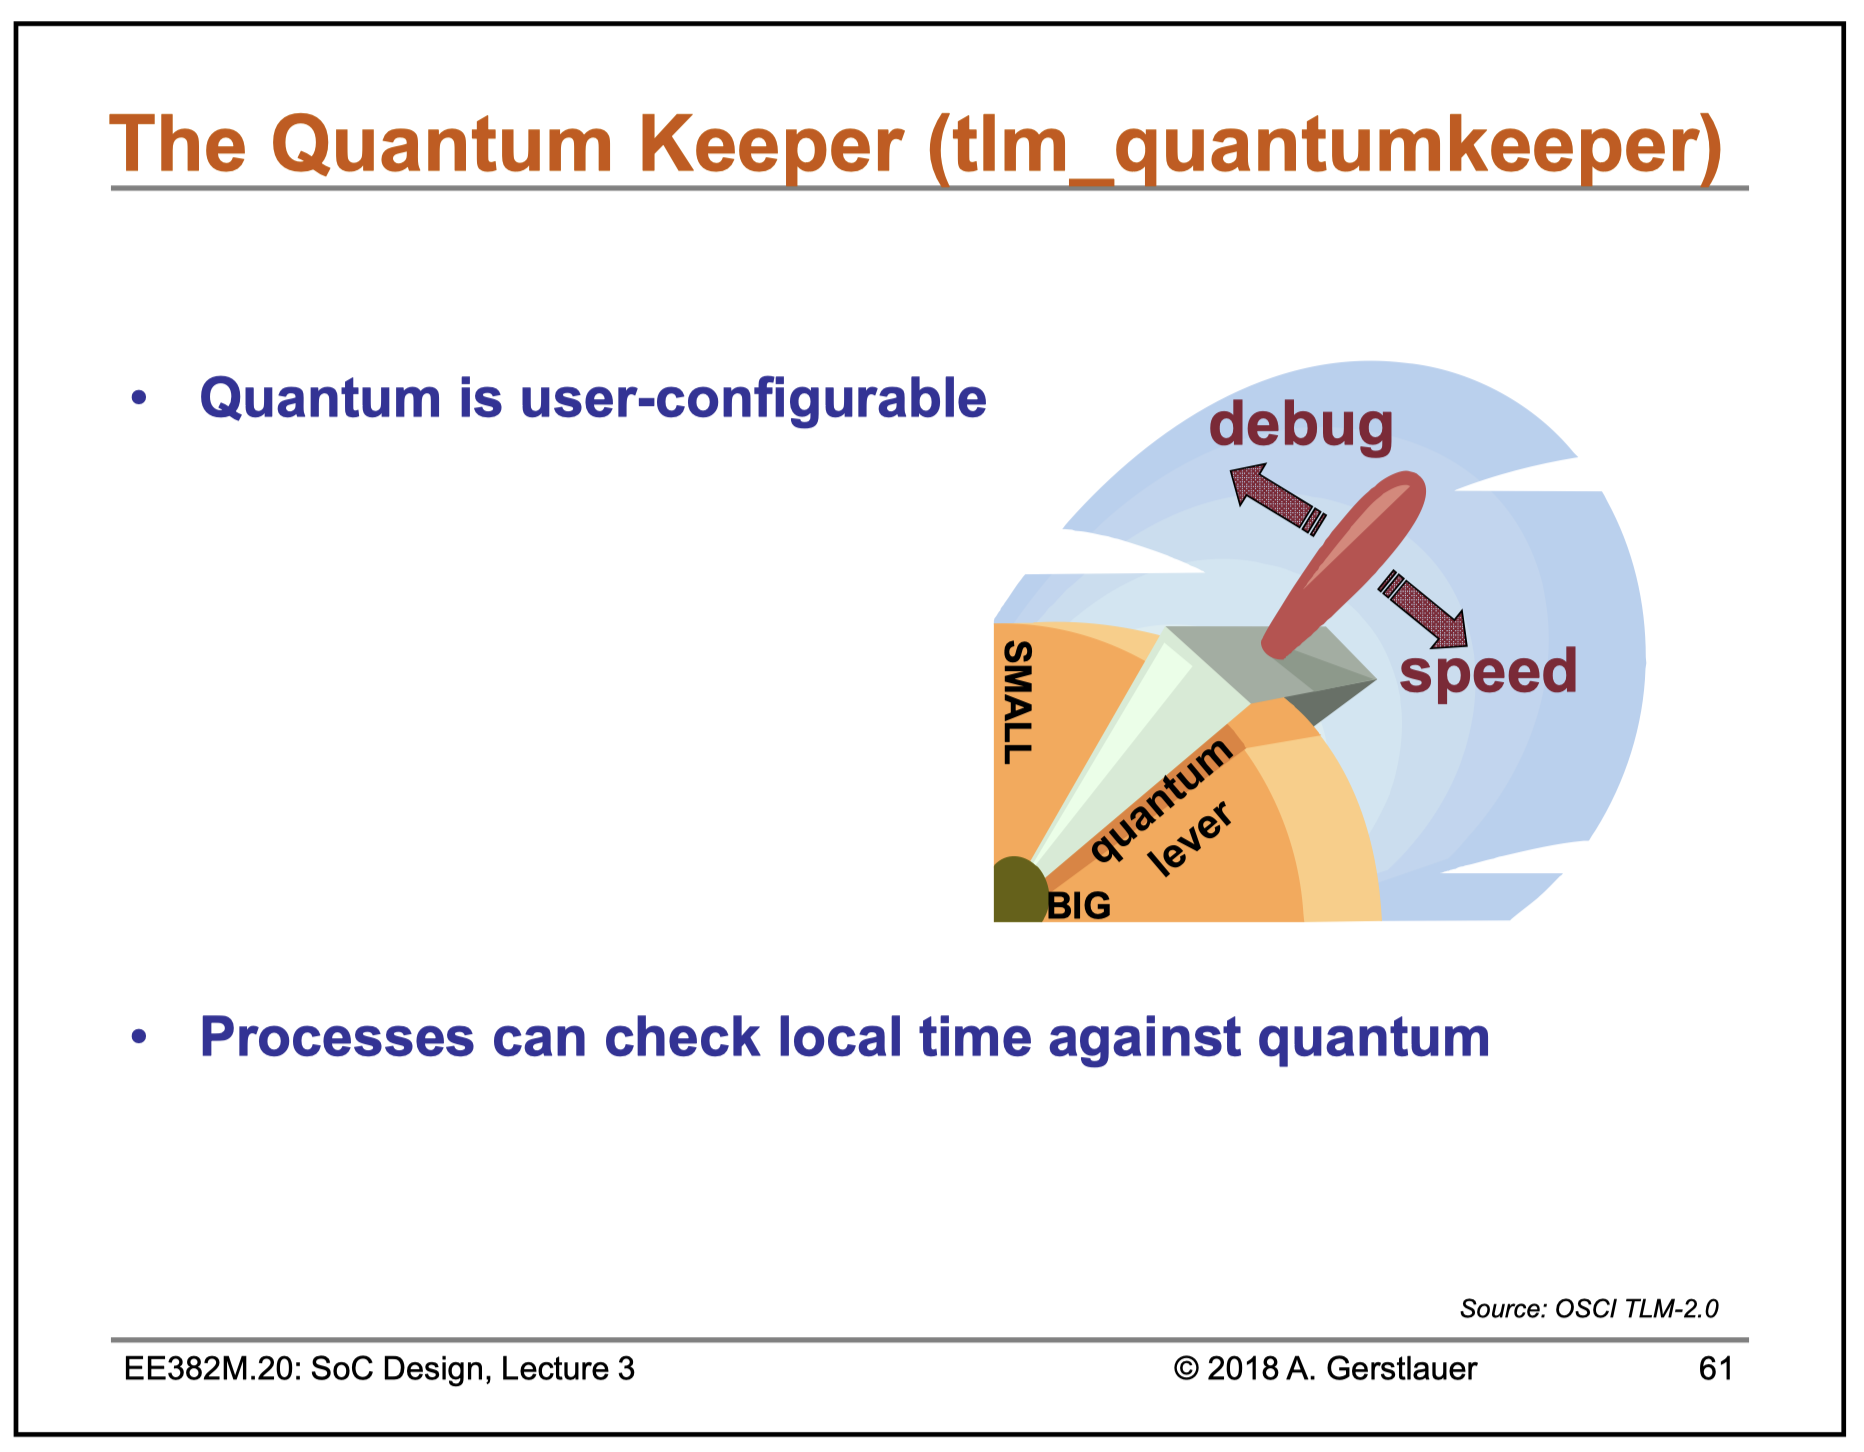 The Quantum Keeper (tlm_quantumkeeper)
• Quantum is user-configurable
debug
speed
SMALL
quantum
lever
BIG
• Processes can check local time against quantum
Source: OSCI TLM-2.0
EE382M.20: SoC Design, Lecture 3 © 2018 A. Gerstlauer 61